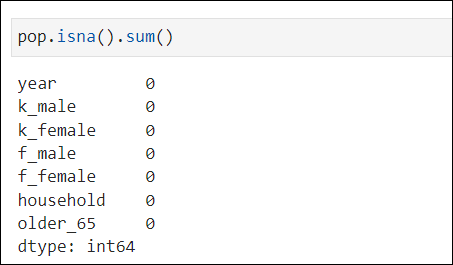 pop.isna().sum()
year 0
k_male 0
k_female 0
f_male 0
f_female 0
household 0
older_65 0
dtype: int64